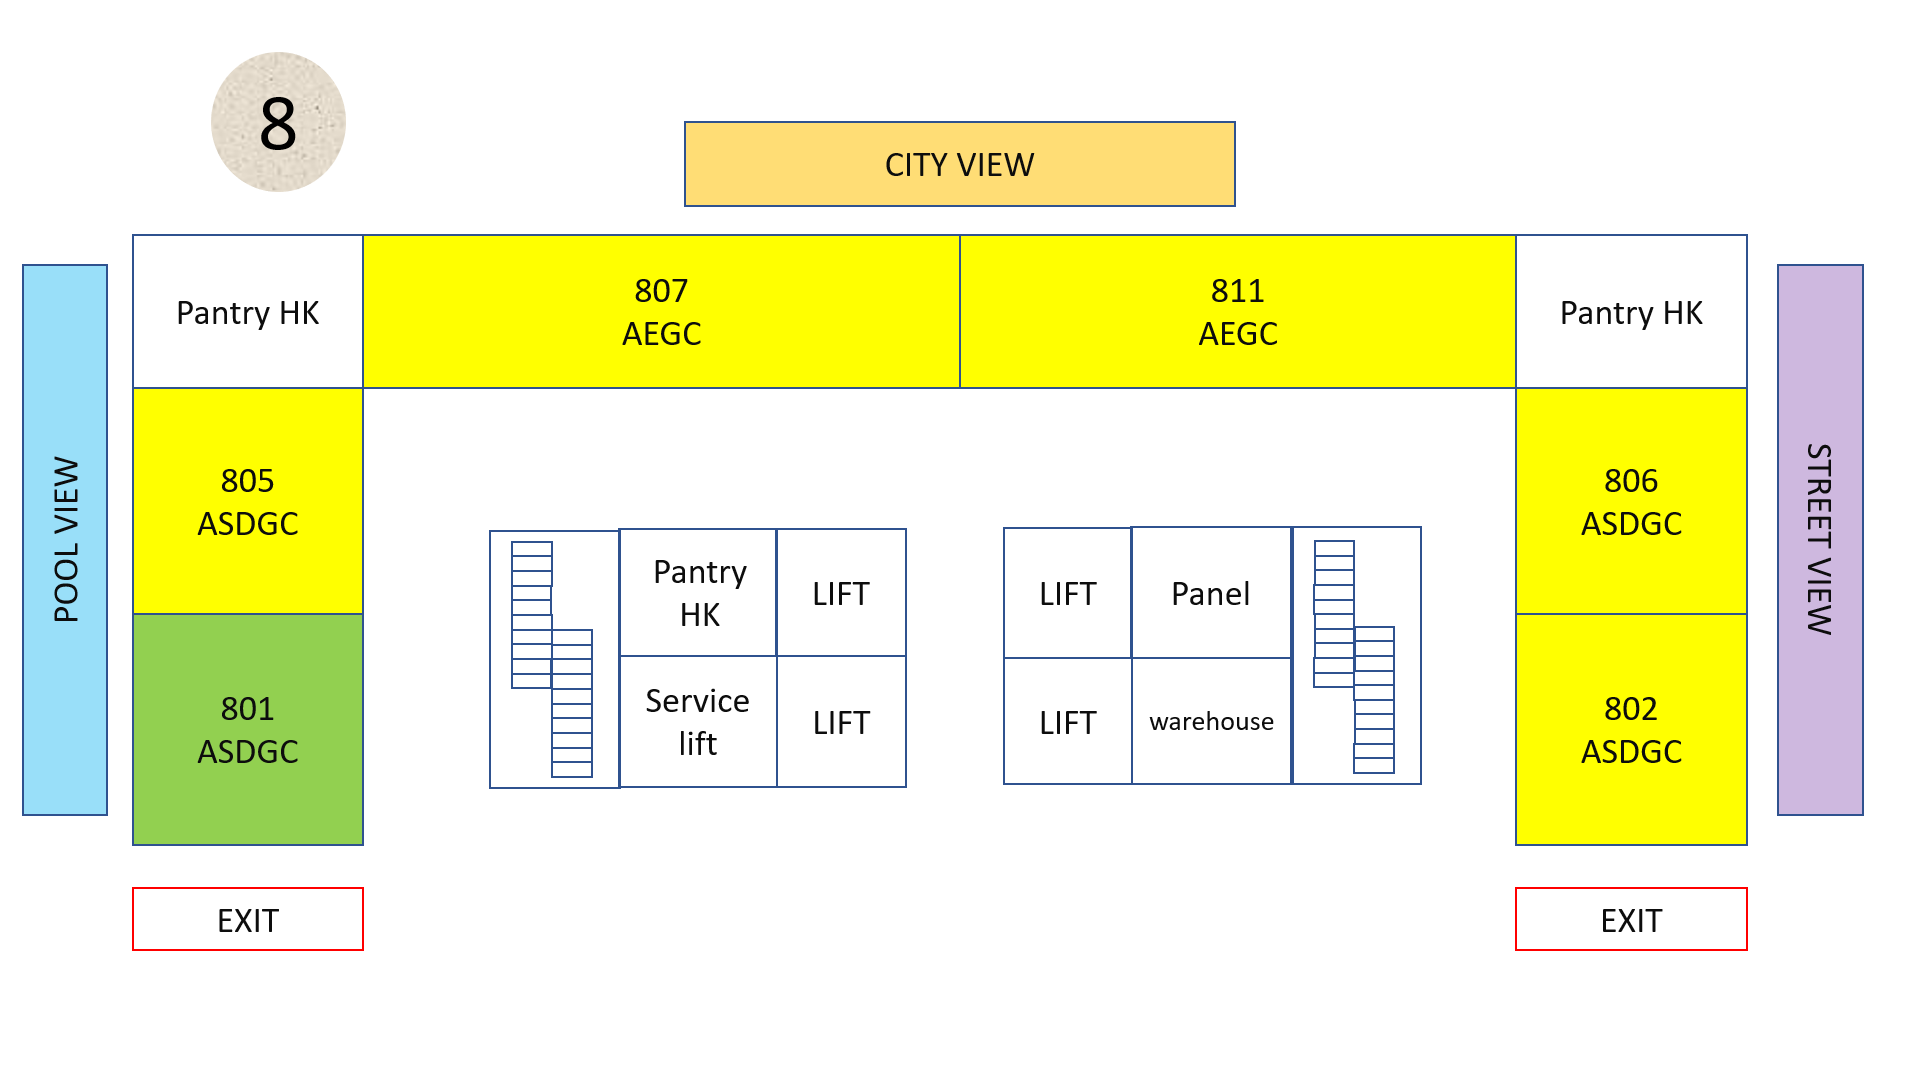 8
CITY VIEW
POOL VIEW
Pantry HK
807
AEGC
811
AEGC
Pantry HK
STREET VIEW
805
ASDGC
806
ASDGC
Pantry
HK
LIFT
LIFT
Panel
801
ASDGC
Service
lift
LIFT
LIFT
warehouse
802
ASDGC
EXIT
EXIT